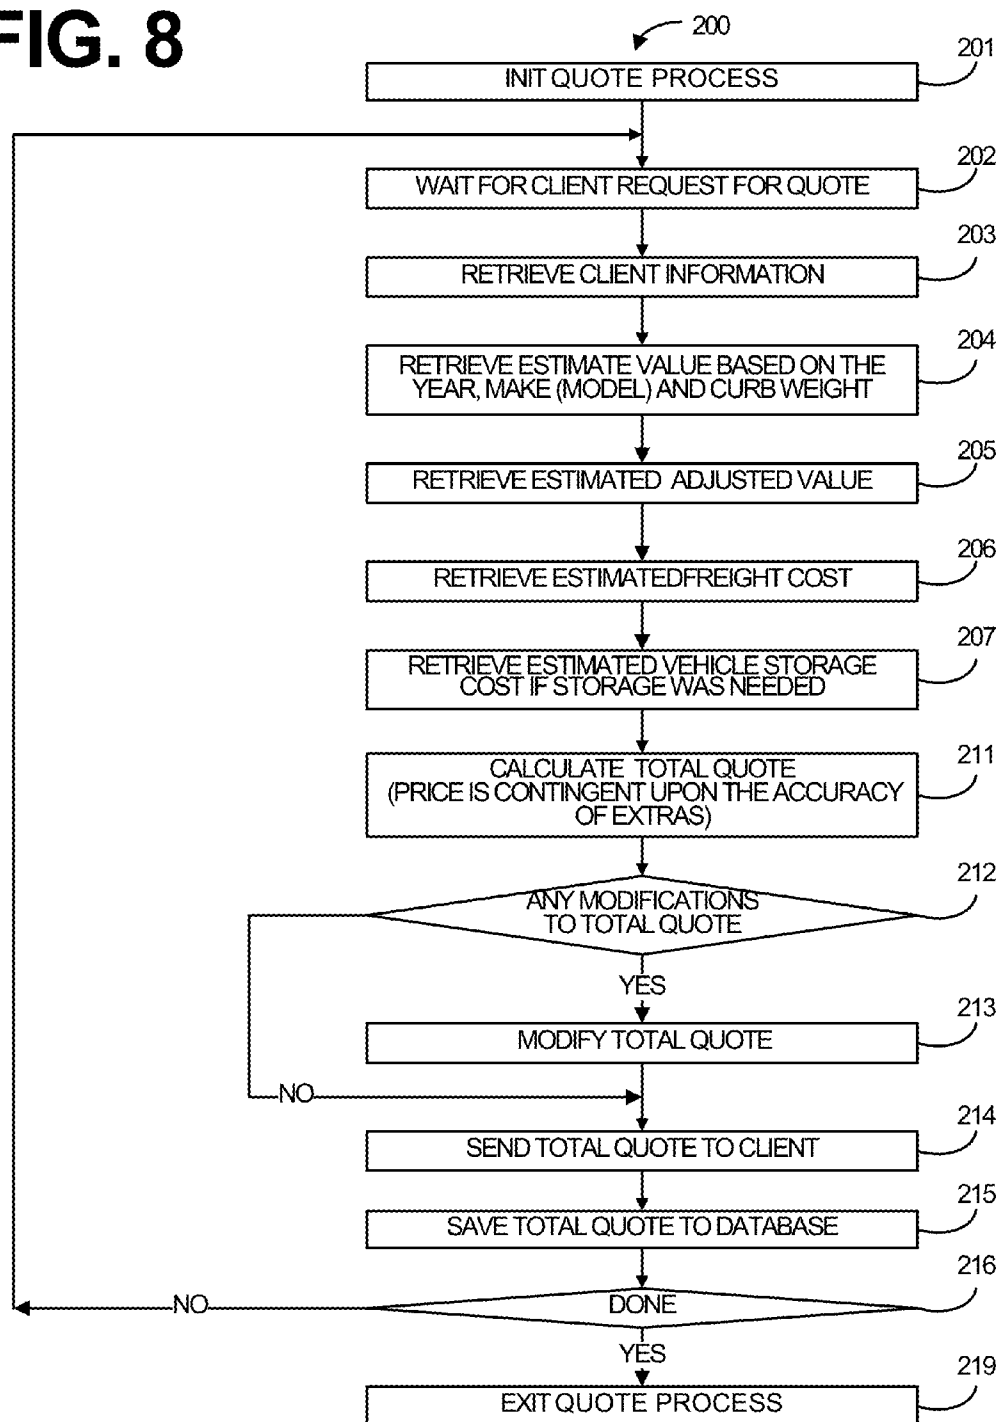 FIG. 8
200
201
INIT QUOTE PROCESS
202
WAIT FOR CLIENT REQUEST FOR QUOTE
203
RETRIEVE CLIENT INFORMATION
204
RETRIEVE ESTIMATE VALUE BASED ON THE
YEAR, MAKE (MODEL) AND CURB WEIGHT
205
RETRIEVE ESTIMATED ADJUSTED VALUE
206
RETRIEVE ESTIMATEDFREIGHT COST
207
RETRIEVE ESTIMATED VEHICLE STORAGE
COST IF STORAGE WAS NEEDED
211
CALCULATE TOTAL QUOTE
(PRICE IS CONTINGENT UPON THE ACCURACY
OF EXTRAS)
212
ANY MODIFICATIONS
TO TOTAL QUOTE
YES
213
MODIFY TOTAL QUOTE
NO
214
SEND TOTAL QUOTE TO CLIENT
215
SAVE TOTAL QUOTE TO DATABASE
216
DONE
NO
YES
219
EXIT QUOTE PROCESS